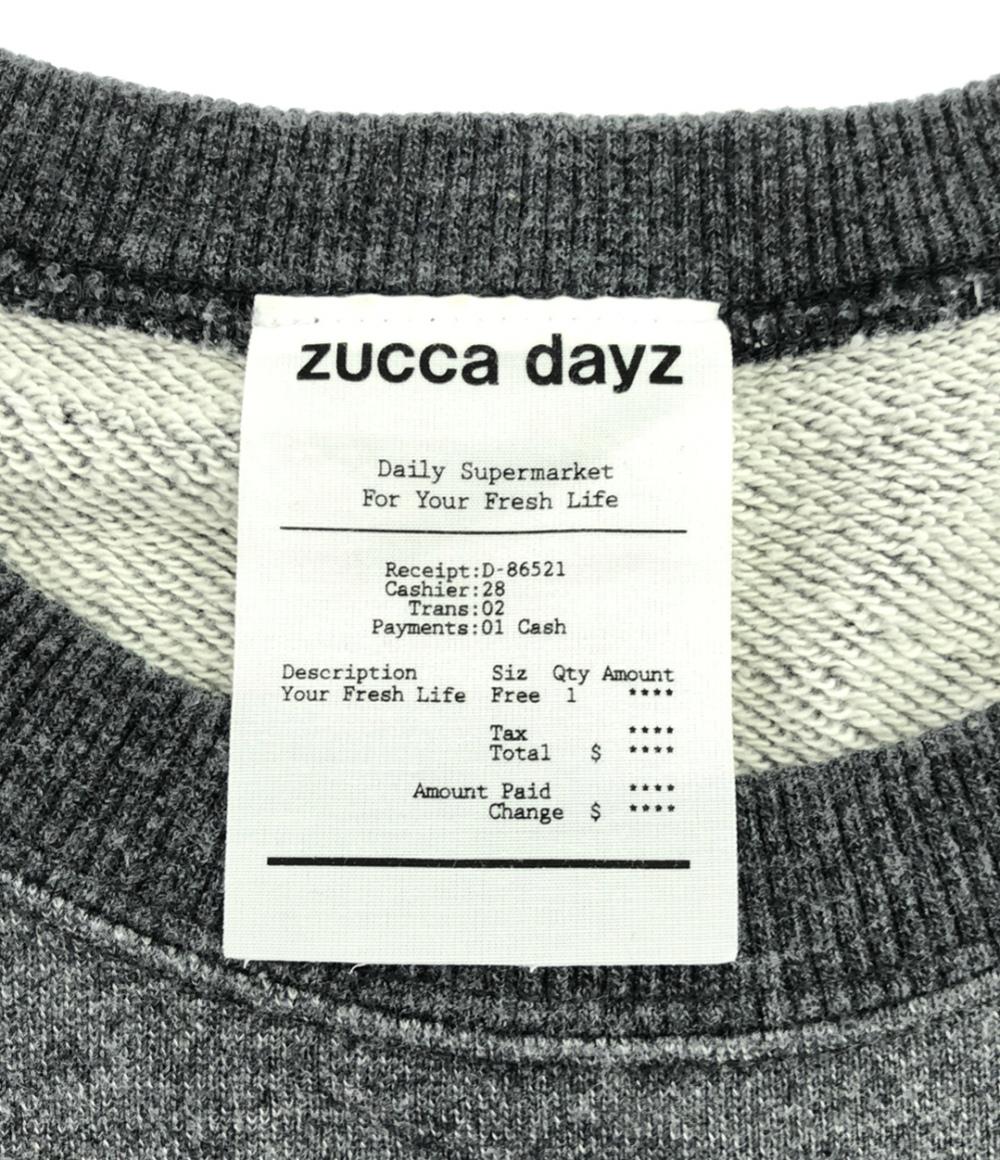 zucca dayz
Daily Supermarket
For Your Fresh Life
Receipt:D-86521
Cashier:28
Trans:02
Payments:01 Cash
Description Siz Qty Amount
Your Fresh Life Free 1 ****
Tax ****
Total $ ****
Amount Paid ****
Change $ ****